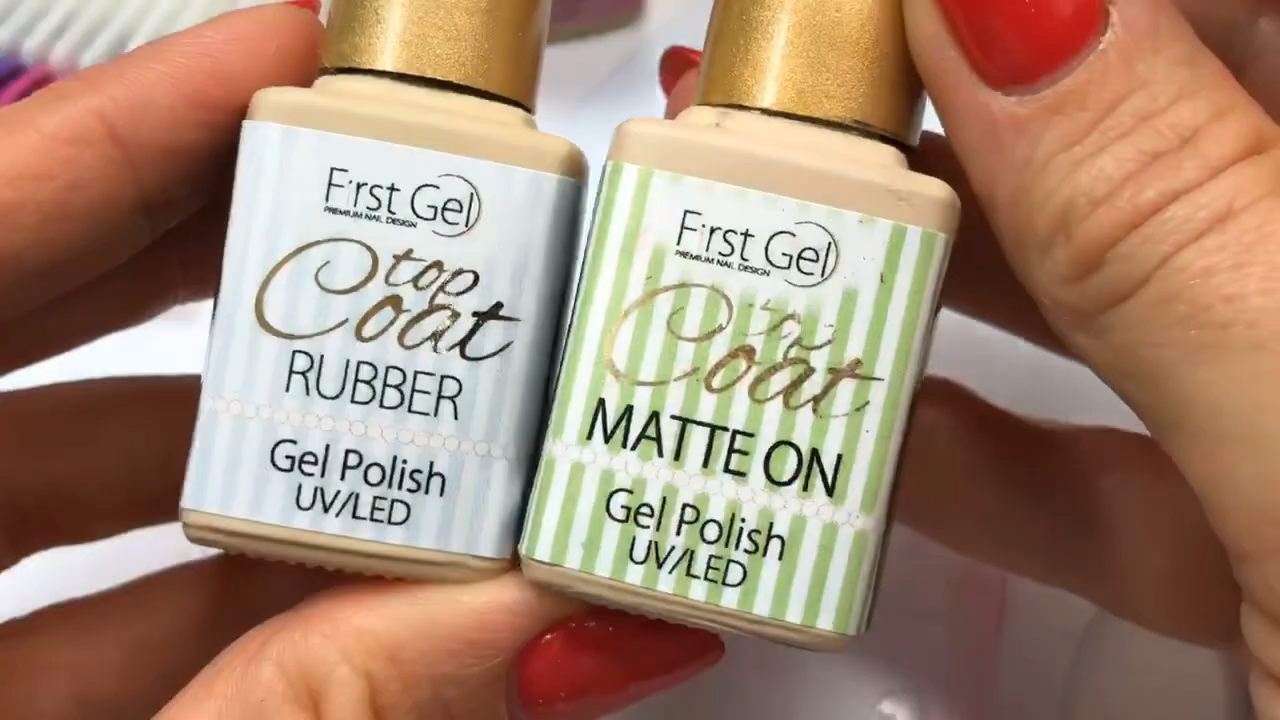 First Gel
PREMIUM NAIL DESIGN
top
Coat
RUBBER
Gel Polish
UV/LED
First Gel
PREMIUM NAIL DESIGN
Coat
MATTE ON
Gel Polish
UV/LED